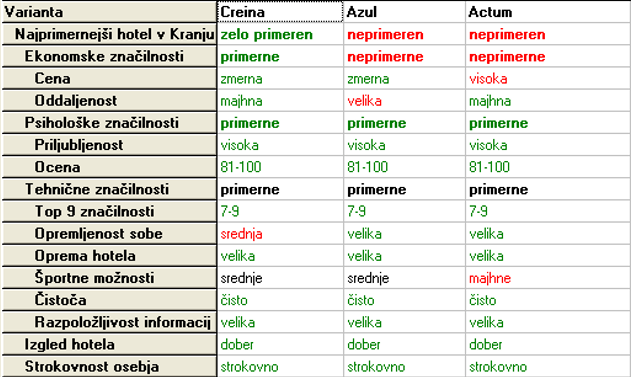 Varianta Creina Azul Actum
Najprimernejši hotel v Kranju zelo primeren neprimeren neprimeren
Ekonomske značilnosti primerne neprimerne neprimerne
Cena zmerna zmerna visoka
Oddaljenost majhna velika majhna
Psihološke značilnosti primerne primerne primerne
Priljubljenost visoka visoka visoka
Ocena 81-100 81-100 81-100
Tehnične značilnosti primerne primerne primerne
Top 9 značilnosti 7-9 7-9 7-9
Opremljenost sobe srednja velika velika
Oprema hotela velika velika velika
Športne možnosti srednje srednje majhne
Čistoča čisto čisto čisto
Razpoložljivost informacij velika velika velika
Izgled hotela dober dober dober
Strokovnost osebja strokovno strokovno strokovno